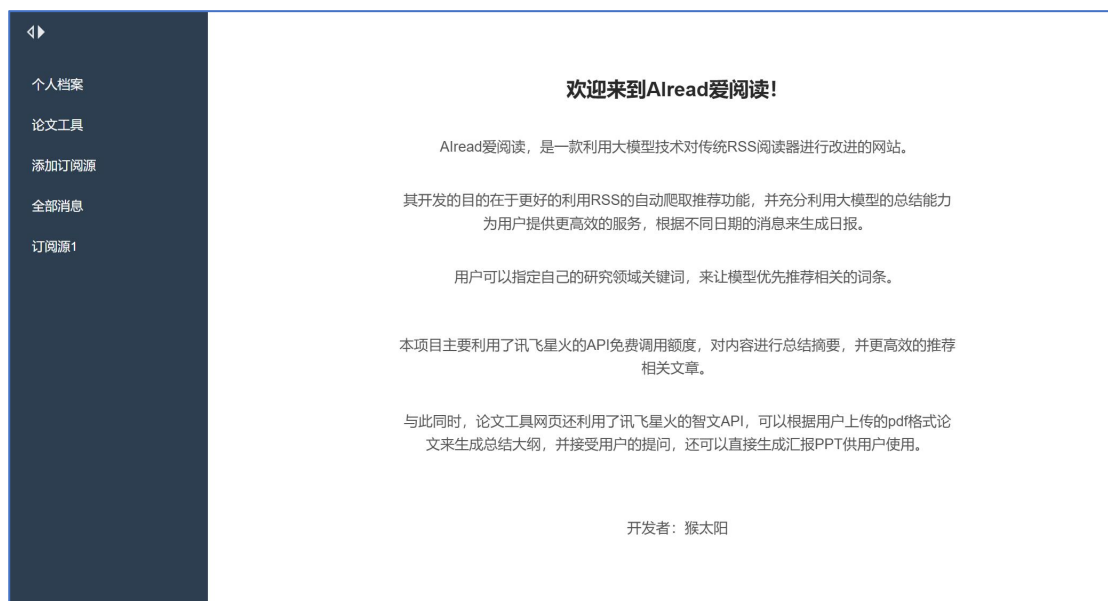 个人档案
论文工具
添加订阅源
全部消息
订阅源1
欢迎来到AIread爱阅读！
AIread爱阅读，是一款利用大模型技术对传统RSS阅读器进行改进的网站。
其开发的目的在于更好的利用RSS的自动爬取推荐功能，并充分利用大模型的总结能力
为用户提供更高效的服务，根据不同日期的消息来生成日报。
用户可以指定自己的研究领域关键词，来让模型优先推荐相关的词条。
本项目主要利用了讯飞星火的API免费调用额度，对内容进行总结摘要，并更高效的推荐
相关文章。
与此同时，论文工具网页还利用了讯飞星火的智文API，可以根据用户上传的pdf格式论
文来生成总结大纲，并接受用户的提问，还可以直接生成汇报PPT供用户使用。
开发者：猴太阳